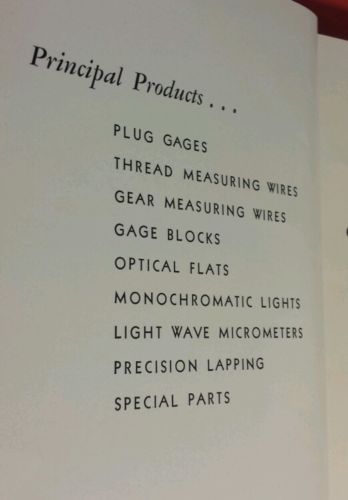 Principal Products . . .
PLUG GAGES
THREAD MEASURING WIRES
GEAR MEASURING WIRES
GAGE BLOCKS
OPTICAL FLATS
MONOCHROMATIC LIGHTS
LIGHT WAVE MICROMETERS
PRECISION LAPPING
SPECIAL PARTS